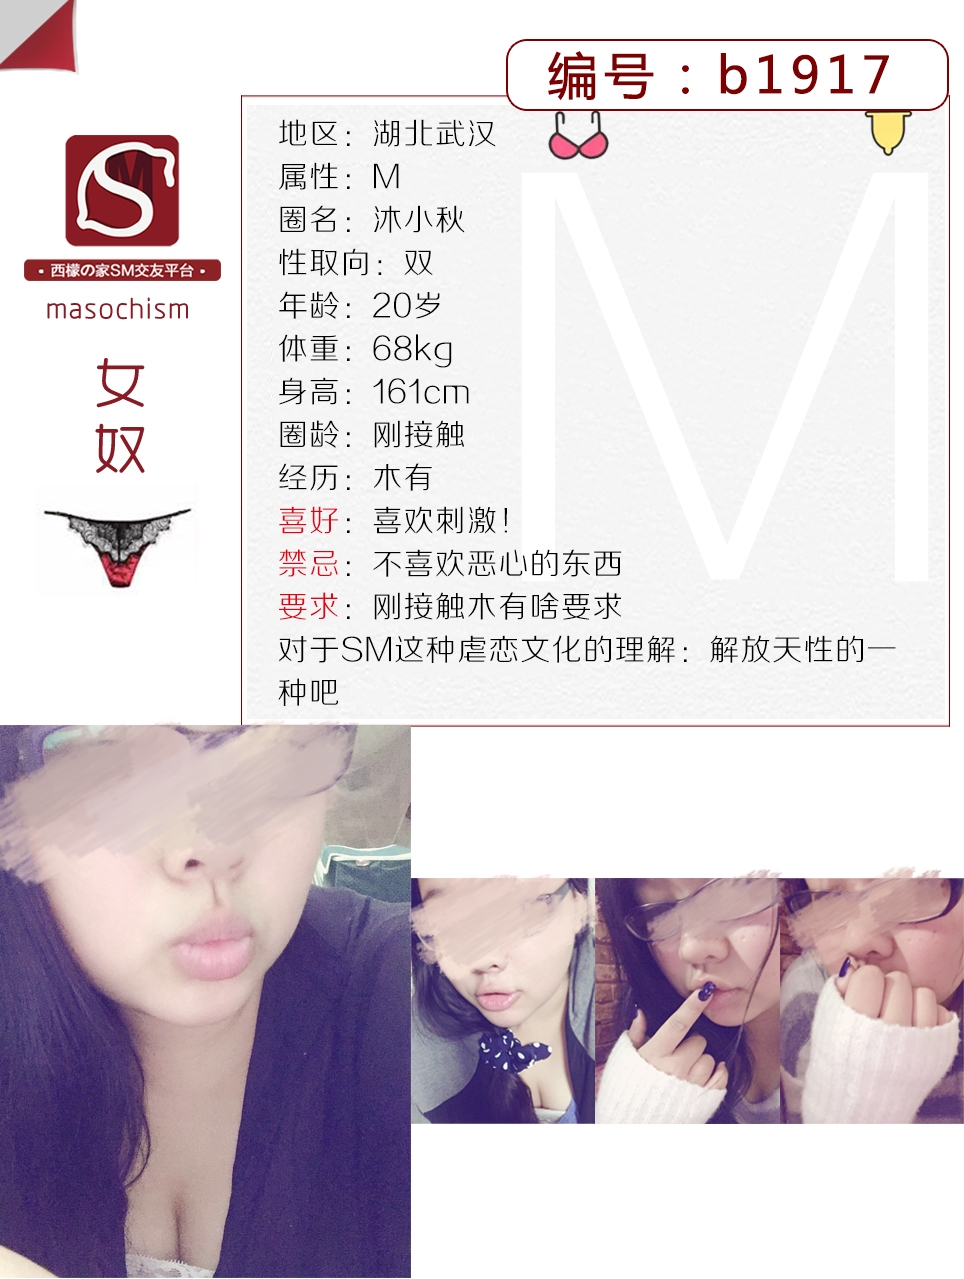 编号：b1917
地区：湖北武汉
属性：M
圈名：沐小秋
性取向：双
年龄：20岁
体重：68kg
身高：161cm
圈龄：刚接触
经历：木有
喜好：喜欢刺激！
禁忌：不喜欢恶心的东西
要求：刚接触木有啥要求
对于SM这种虐恋文化的理解：解放天性的一
种吧
SM
·西檬の家SM交友平台·
masochism
女
奴
M